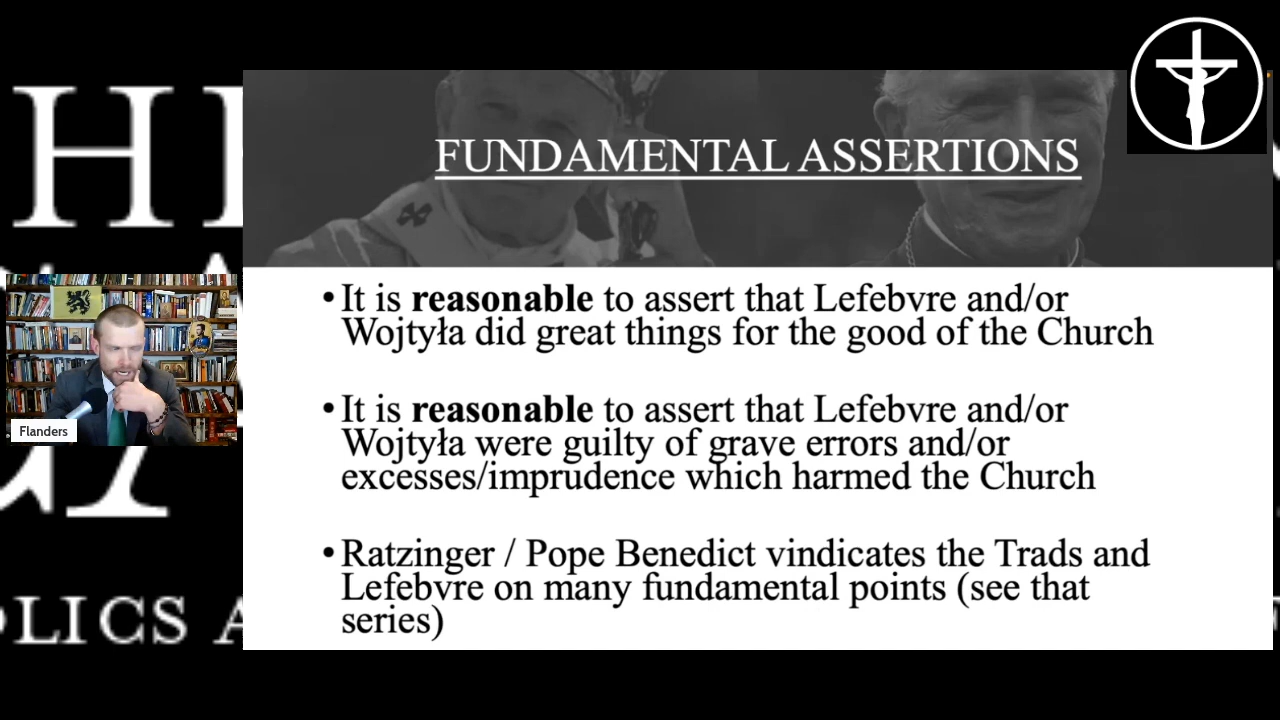 FUNDAMENTAL ASSERTIONS
• It is reasonable to assert that Lefebvre and/or
Wojtyła did great things for the good of the Church
• It is reasonable to assert that Lefebvre and/or
Wojtyła were guilty of grave errors and/or
excesses/imprudence which harmed the Church
• Ratzinger / Pope Benedict vindicates the Trads and
Lefebvre on many fundamental points (see that
series)
Flanders